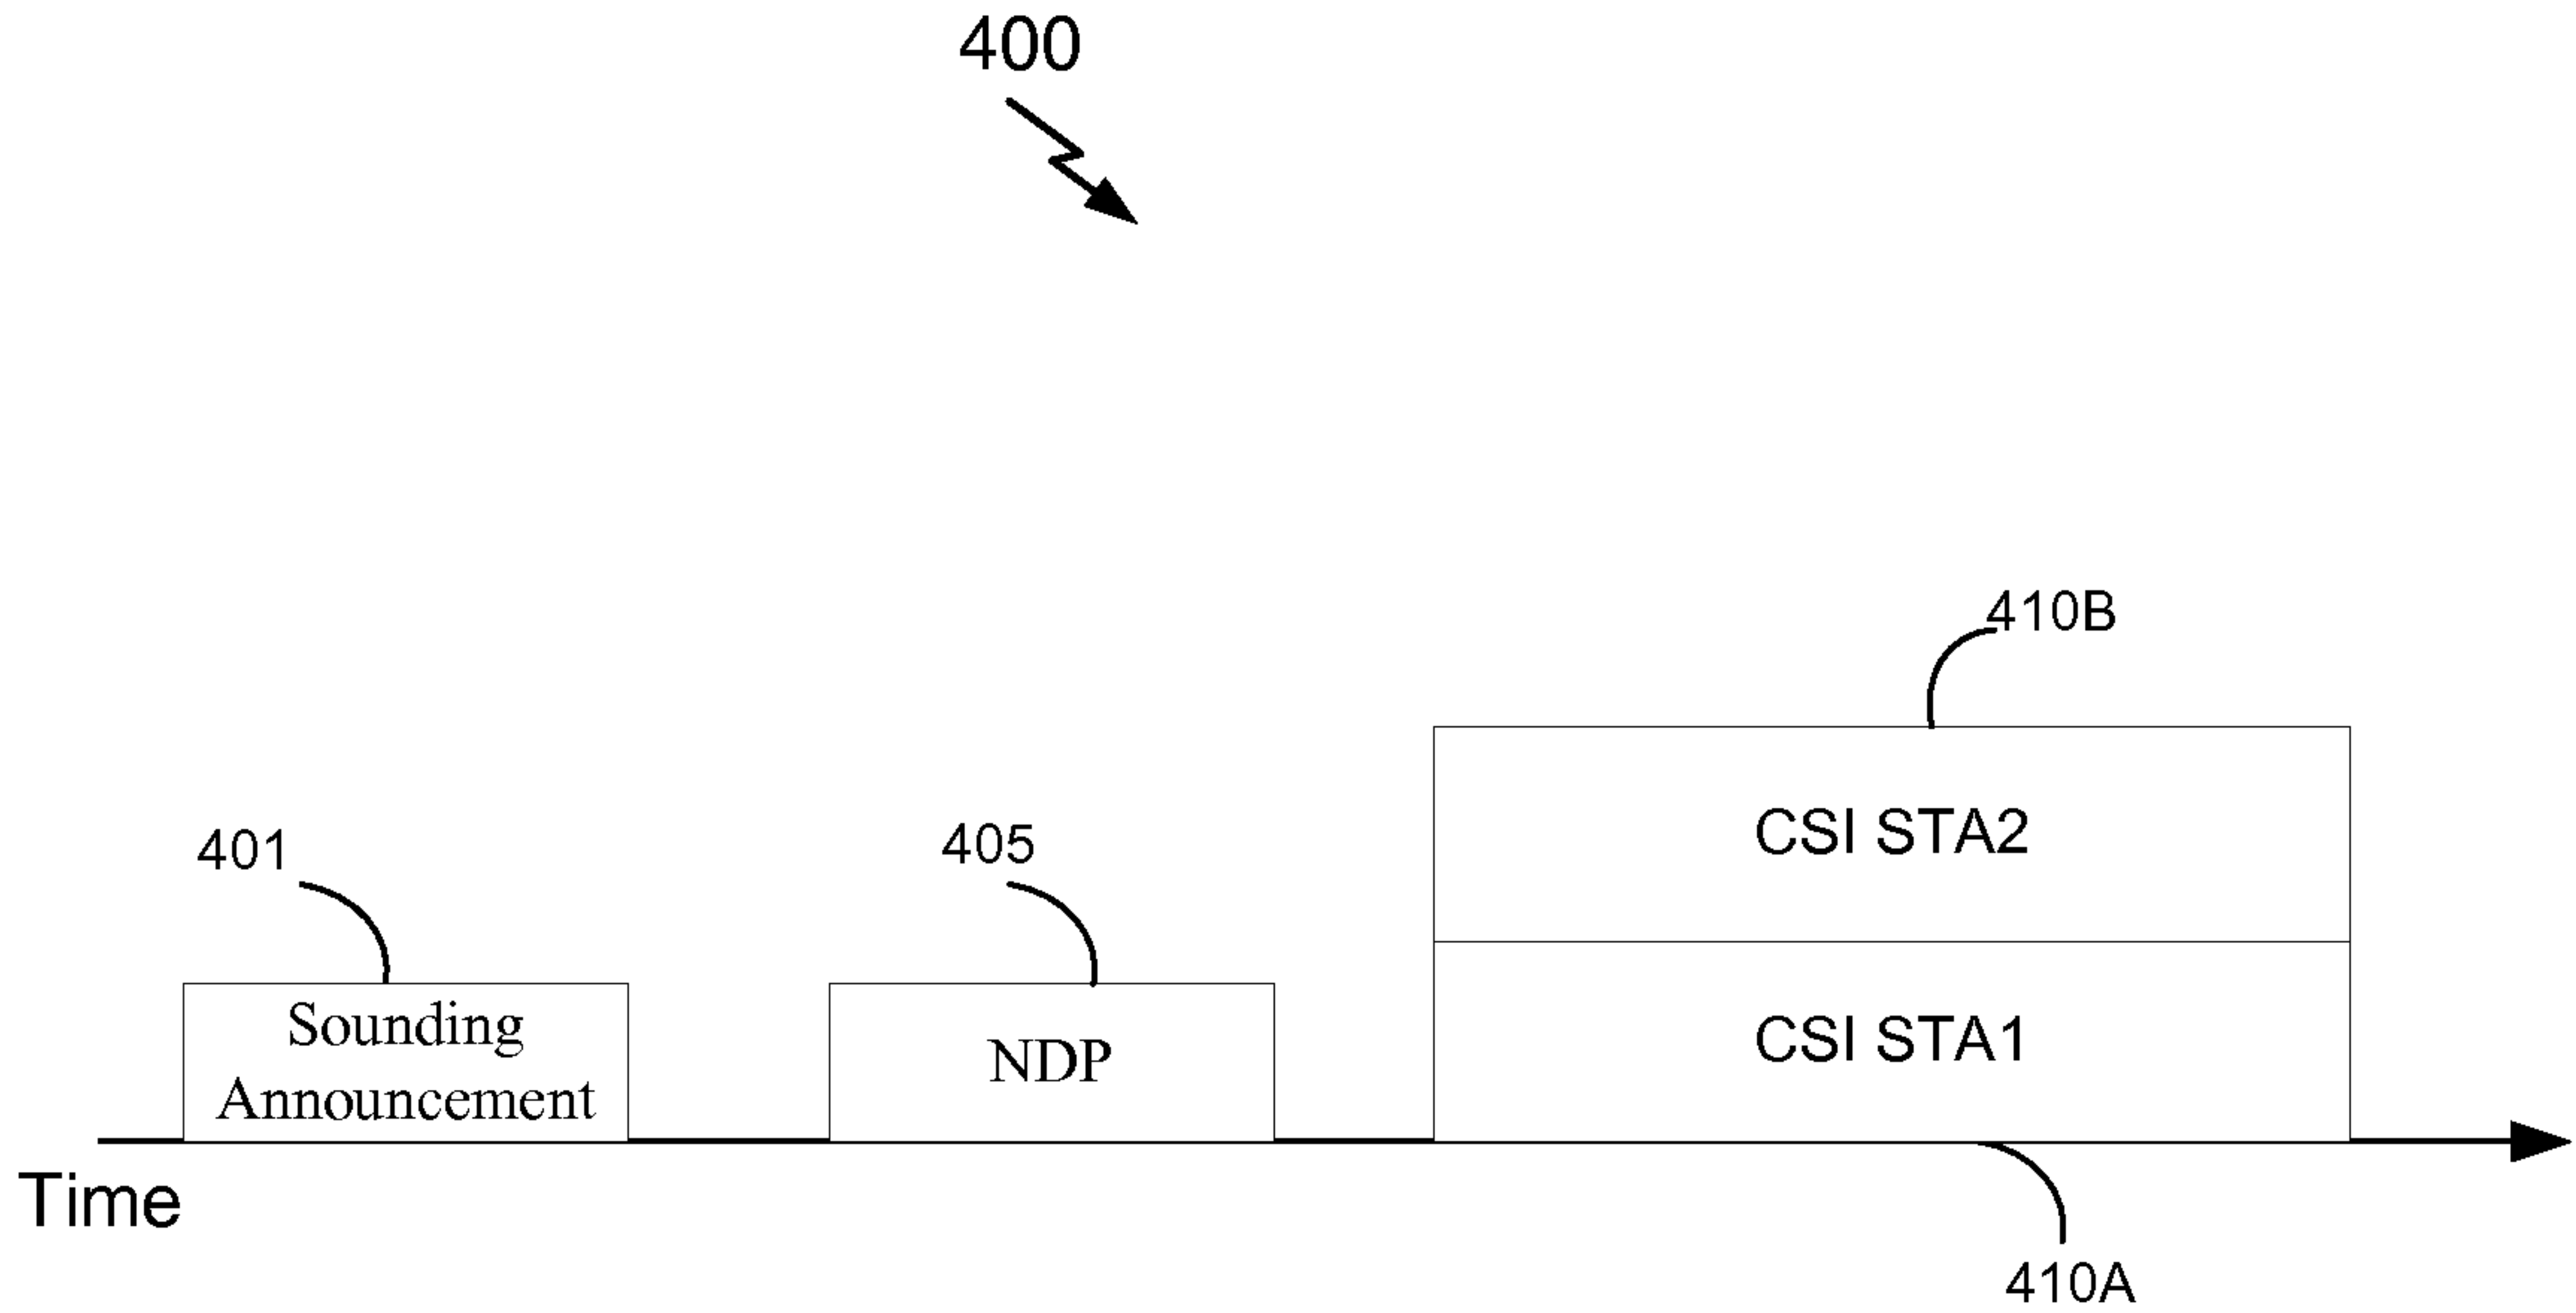 400
410B
CSI STA2
401
405
Sounding
Announcement
NDP
CSI STA1
Time
410A